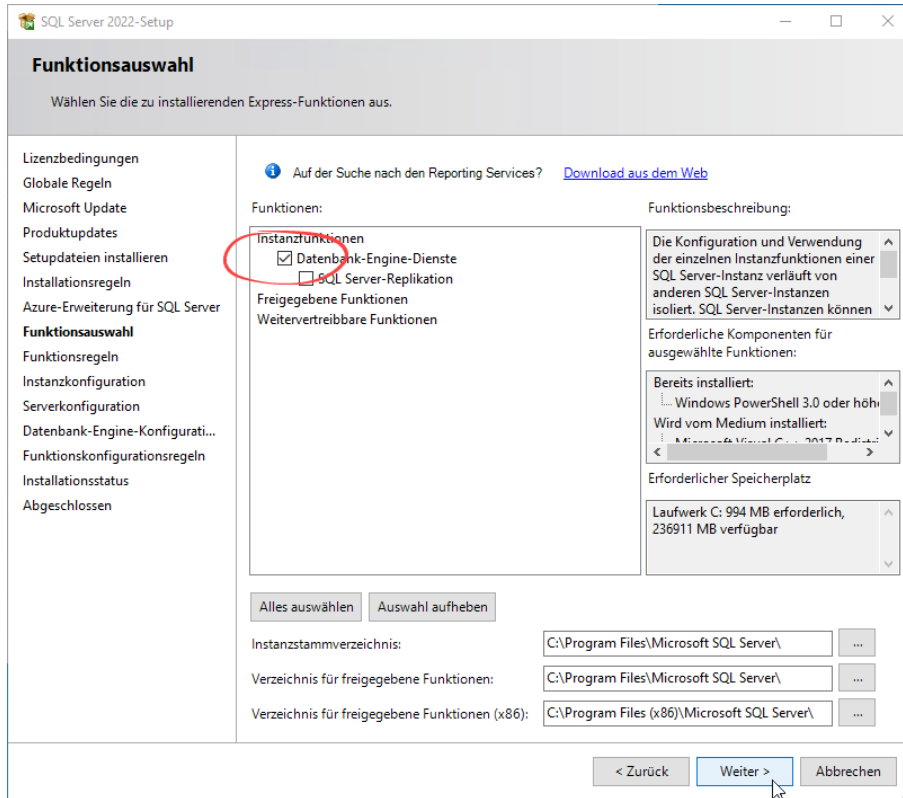 SQL Server 2022-Setup
Funktionsauswahl
Wählen Sie die zu installierenden Express-Funktionen aus.
Lizenzbedingungen
Globale Regeln
Microsoft Update
Produktupdates
Setupdateien installieren
Installationsregeln
Azure-Erweiterung für SQL Server
Funktionsauswahl
Funktionsregeln
Instanzkonfiguration
Serverkonfiguration
Datenbank-Engine-Konfigurati...
Funktionskonfigurationsregeln
Installationsstatus
Abgeschlossen
Auf der Suche nach den Reporting Services? Download aus dem Web
Funktionen:
Instanzfunktionen
Datenbank-Engine-Dienste
SQL Server-Replikation
Freigegebene Funktionen
Weitervertreibbare Funktionen
Funktionsbeschreibung:
Die Konfiguration und Verwendung
der einzelnen Instanzfunktionen einer
SQL Server-Instanz verläuft von
anderen SQL Server-Instanzen
isoliert. SQL Server-Instanzen können
Erforderliche Komponenten für
ausgewählte Funktionen:
Bereits installiert:
Windows PowerShell 3.0 oder höhe
Wird vom Medium installiert:
Microsoft Visual C++ 2017 Redistri
Erforderlicher Speicherplatz
Laufwerk C: 994 MB erforderlich,
236911 MB verfügbar
Alles auswählen Auswahl aufheben
Instanzstammverzeichnis: C:\Program Files\Microsoft SQL Server\ ...
Verzeichnis für freigegebene Funktionen: C:\Program Files\Microsoft SQL Server\ ...
Verzeichnis für freigegebene Funktionen (x86): C:\Program Files (x86)\Microsoft SQL Server\ ...
< Zurück Weiter > Abbrechen